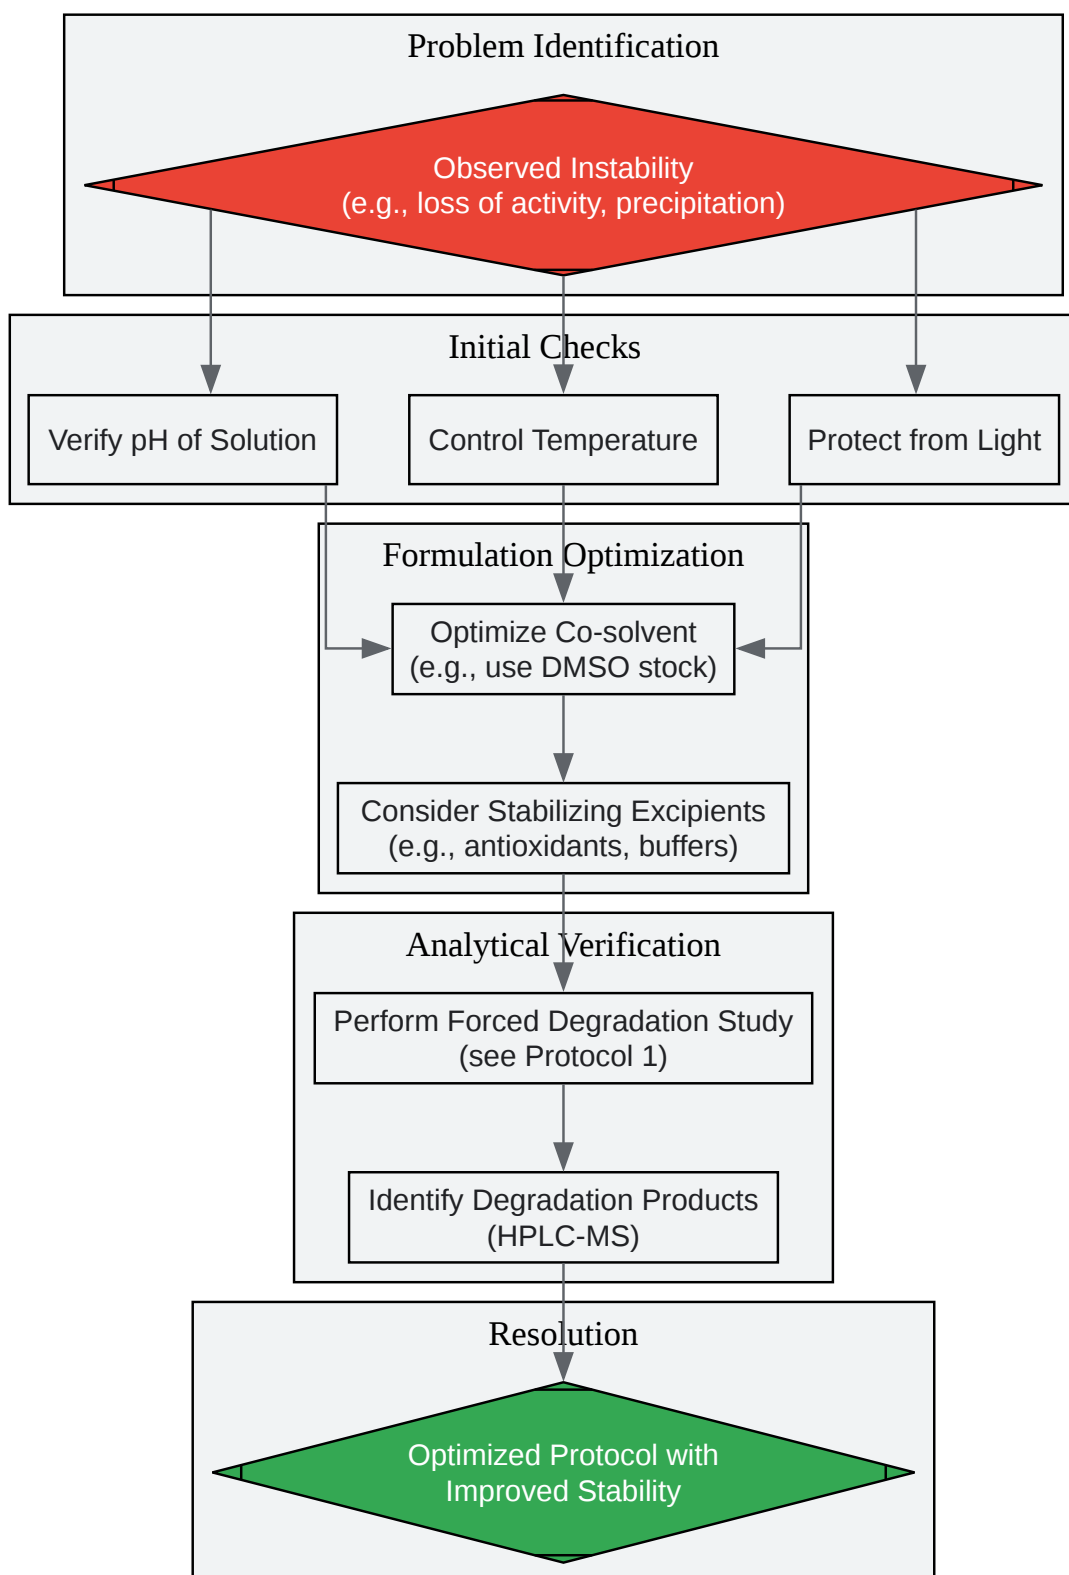 Problem Identification
Observed Instability
(e.g., loss of activity, precipitation)
Initial Checks
Verify pH of Solution
Control Temperature
Protect from Light
Formulation Optimization
Optimize Co-solvent
(e.g., use DMSO stock)
Consider Stabilizing Excipients
(e.g., antioxidants, buffers)
Analytical Verification
Perform Forced Degradation Study
(see Protocol 1)
Identify Degradation Products
(HPLC-MS)
Resolution
Optimized Protocol with
Improved Stability